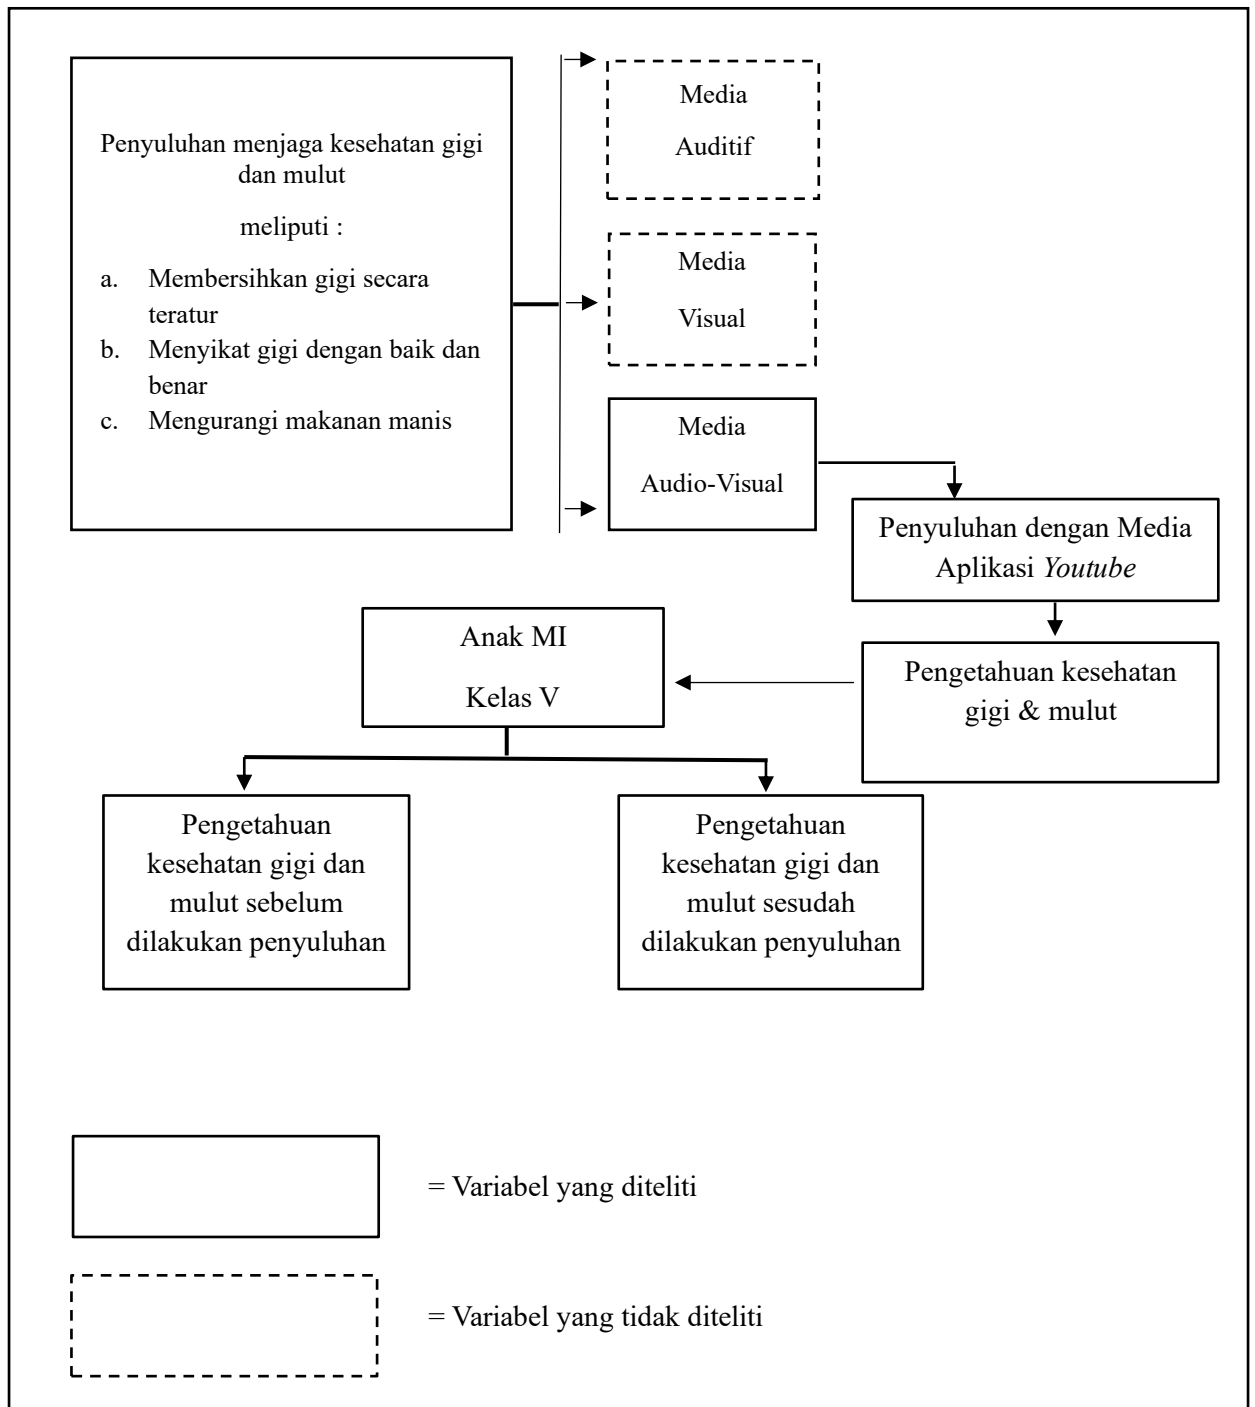 Penyuluhan menjaga kesehatan gigi
dan mulut
meliputi :
a. Membersihkan gigi secara
teratur
b. Menyikat gigi dengan baik dan
benar
c. Mengurangi makanan manis
Media
Auditif
Media
Visual
Media
Audio-Visual
Penyuluhan dengan Media
Aplikasi Youtube
Pengetahuan kesehatan
gigi & mulut
Anak MI
Kelas V
Pengetahuan
kesehatan gigi dan
mulut sebelum
dilakukan penyuluhan
Pengetahuan
kesehatan gigi dan
mulut sesudah
dilakukan penyuluhan
= Variabel yang diteliti
= Variabel yang tidak diteliti